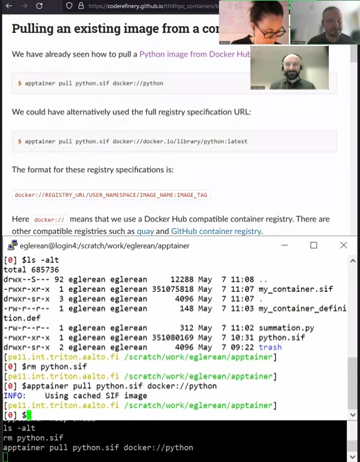 https://coderefinery.github.io/ttt4hpc_containers/b
Pulling an existing image from a con
We have already seen how to pull a Python image from Docker Hub
$ apptainer pull python.sif docker://python
We could have alternatively used the full registry specification URL:
$ apptainer pull python.sif docker://docker.io/library/python:latest
The format for these registry specifications is:
docker://REGISTRY_URL/USER_NAMESPACE/IMAGE_NAME:IMAGE_TAG
Here docker:// means that we use a Docker Hub compatible container registry. There are
other compatible registries such as quay and GitHub container registry.
eglerean@login4:/scratch/work/eglerean/apptainer
[0] $ls -alt
total 685736
drwx--S--- 92 eglerean eglerean 12288 May 7 11:08 ..
-rwxr-xr-x 1 eglerean eglerean 351075818 May 7 11:07 my_container.sif
drwxr-sr-x 3 eglerean eglerean 4096 May 7 11:07 .
-rw-r--r-- 1 eglerean eglerean 148 May 7 11:03 my_container_defini
tion.def
-rw-r--r-- 1 eglerean eglerean 312 May 7 11:02 summation.py
-rwxr-xr-x 1 eglerean eglerean 351080169 May 7 10:31 python.sif
drwxr-sr-x 2 eglerean eglerean 4096 May 7 09:22 trash
[pe11.int.triton.aalto.fi /scratch/work/eglerean/apptainer]
[0] $rm python.sif
[pe11.int.triton.aalto.fi /scratch/work/eglerean/apptainer]
[0] $apptainer pull python.sif docker://python
INFO: Using cached SIF image
[pe11.int.triton.aalto.fi /scratch/work/eglerean/apptainer]
[0] $
ls -alt
rm python.sif
apptainer pull python.sif docker://python